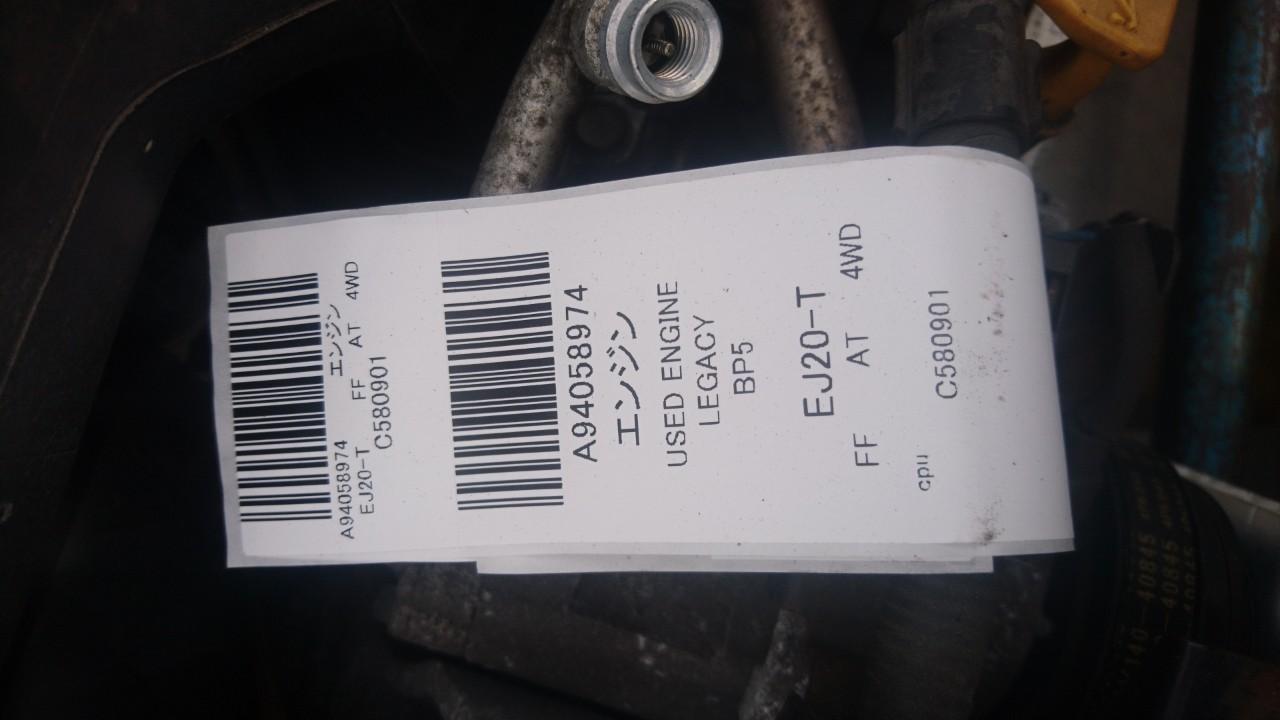 A94058974 エンジン
EJ20-T FF AT 4WD
C580901
A94058974
エンジン
USED ENGINE
LEGACY
BP5
EJ20-T
FF AT 4WD
cpu
C580901